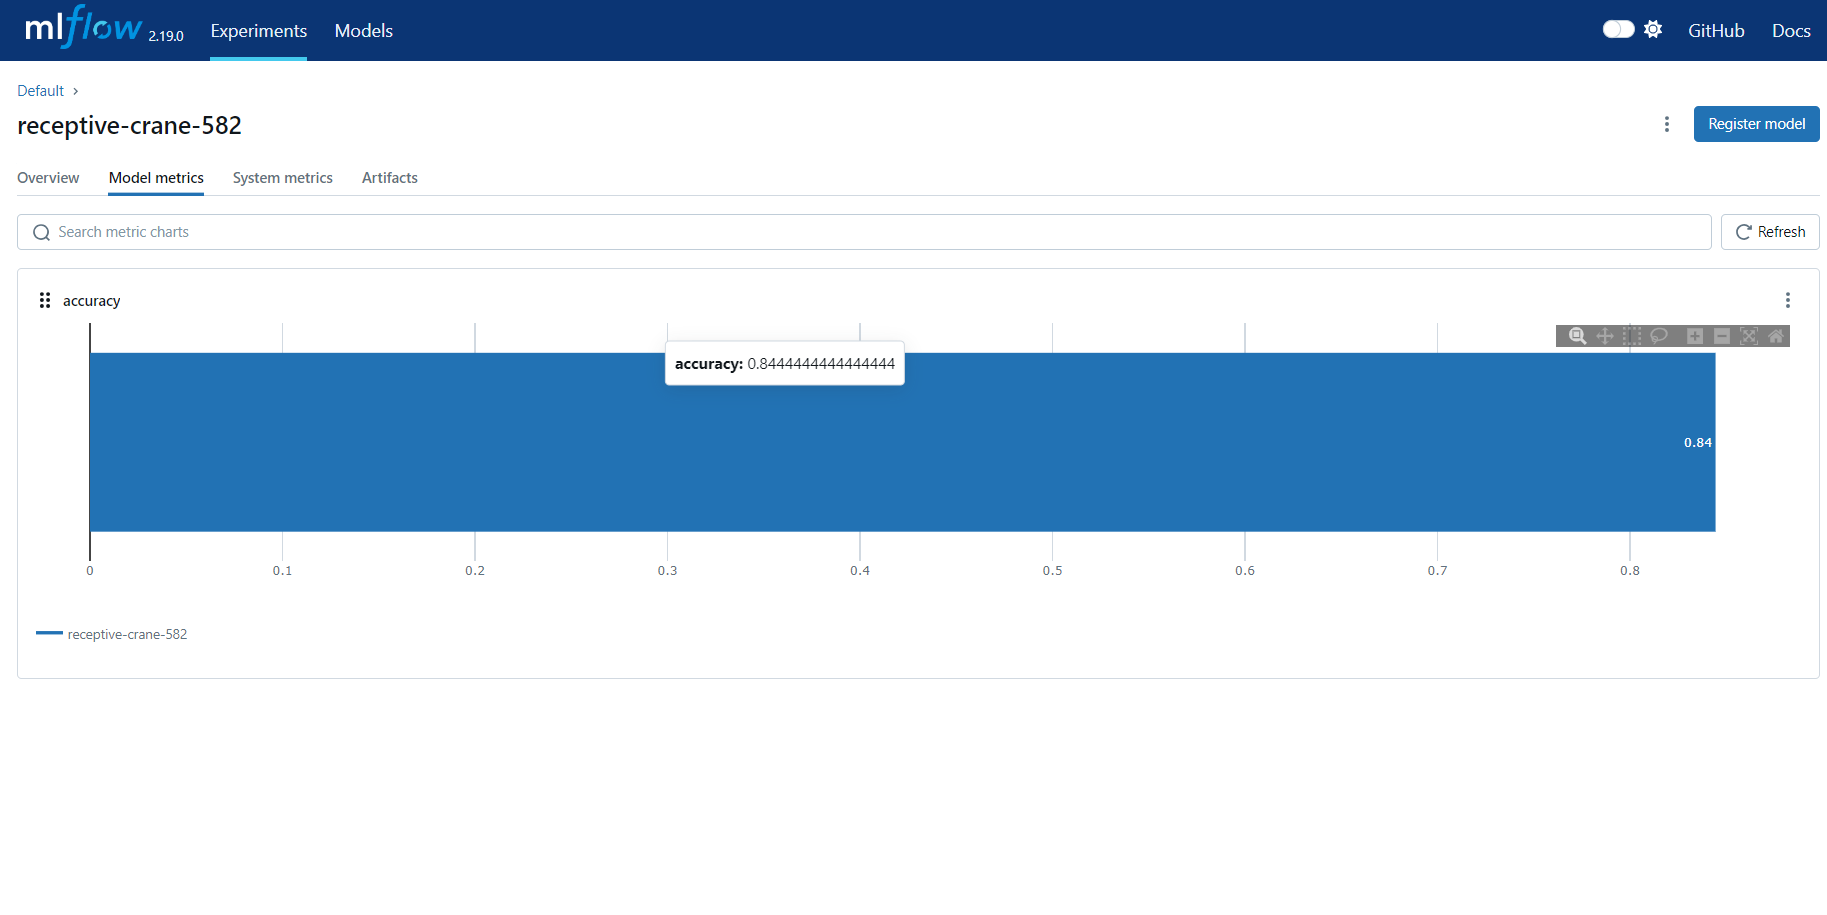 mlflow 2.19.0 Experiments Models GitHub Docs
Default
receptive-crane-582
Register model
Overview Model metrics System metrics Artifacts
Search metric charts
Refresh
accuracy
accuracy: 0.8444444444444444
0.84
0 0.1 0.2 0.3 0.4 0.5 0.6 0.7 0.8
receptive-crane-582